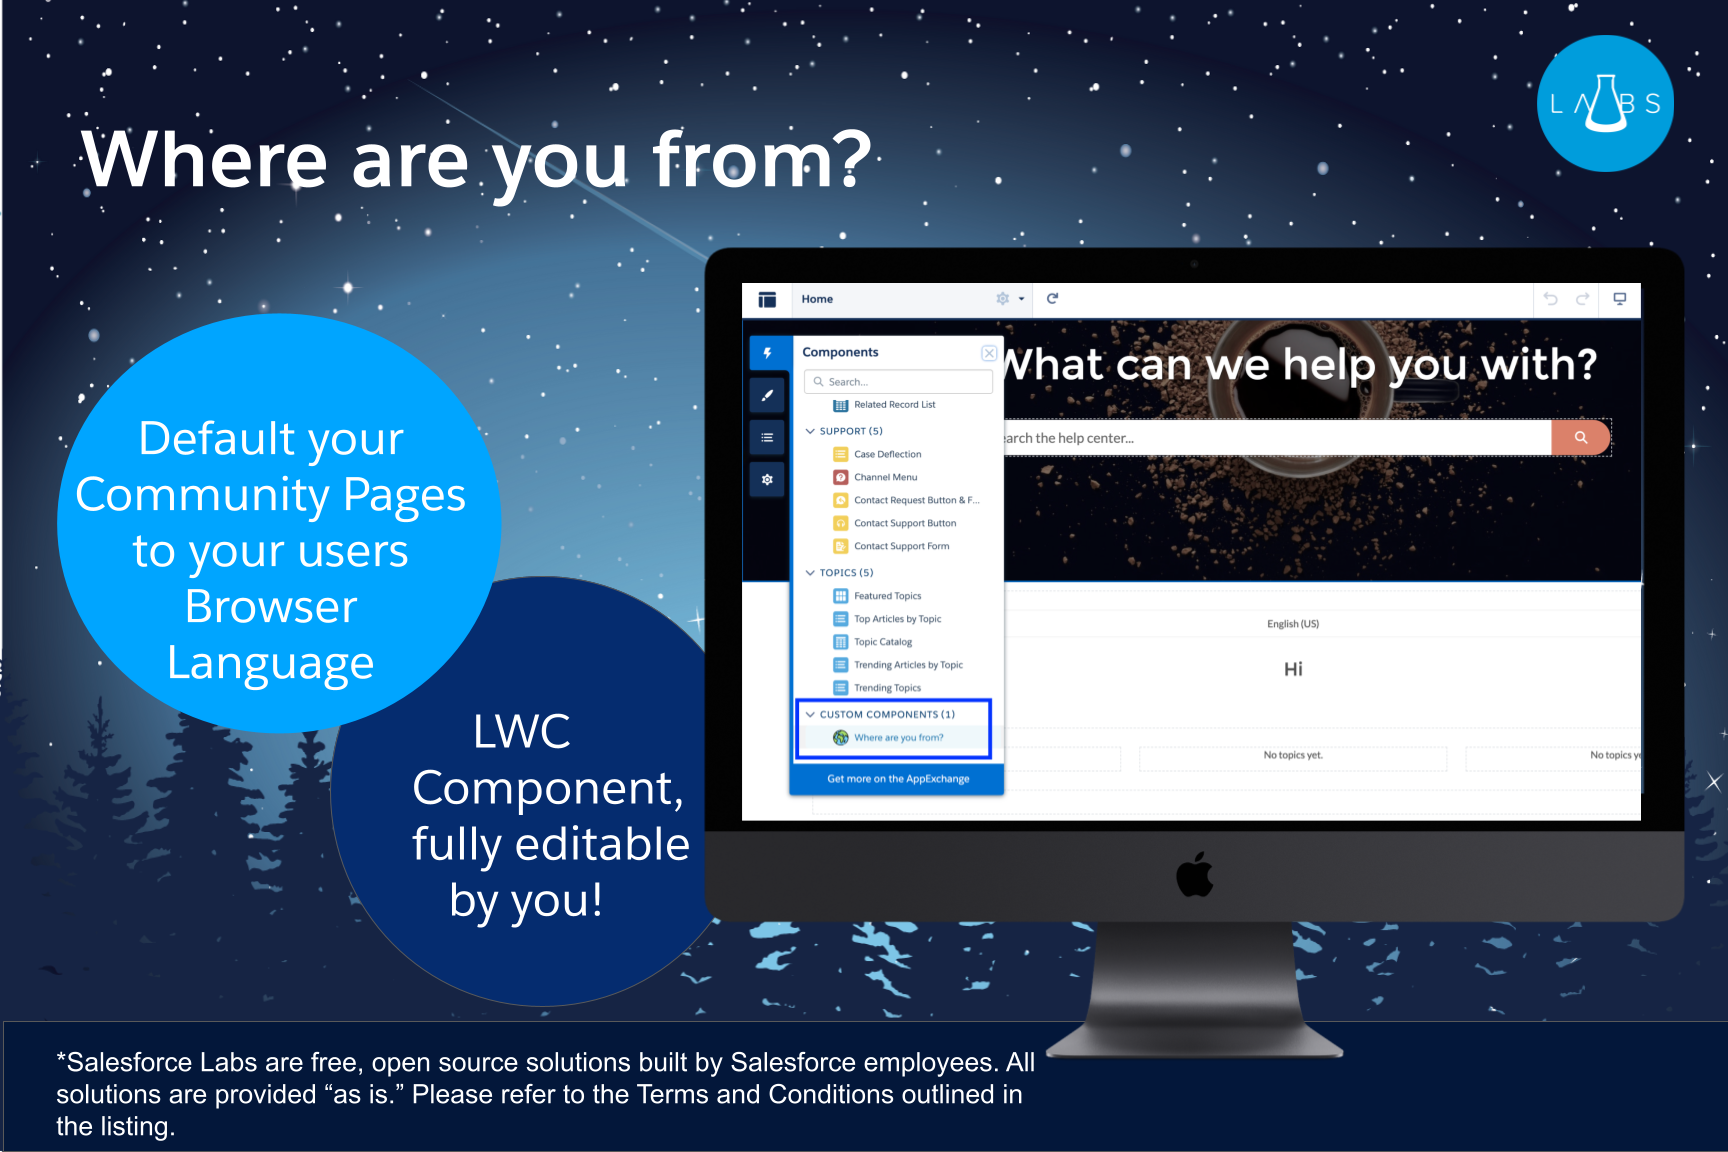 LABS
Where are you from?
Default your
Community Pages
to your users
Browser
Language
LWC
Component,
fully editable
by you!
Home
Components
Search...
Related Record List
SUPPORT (5)
Case Deflection
Channel Menu
Contact Request Button & F...
Contact Support Button
Contact Support Form
TOPICS (5)
Featured Topics
Top Articles by Topic
Topic Catalog
Trending Articles by Topic
Trending Topics
CUSTOM COMPONENTS (1)
Where are you from?
Get more on the AppExchange
What can we help you with?
earch the help center...
English (US)
Hi
No topics yet.
No topics ye
*Salesforce Labs are free, open source solutions built by Salesforce employees. All
solutions are provided “as is.” Please refer to the Terms and Conditions outlined in
the listing.